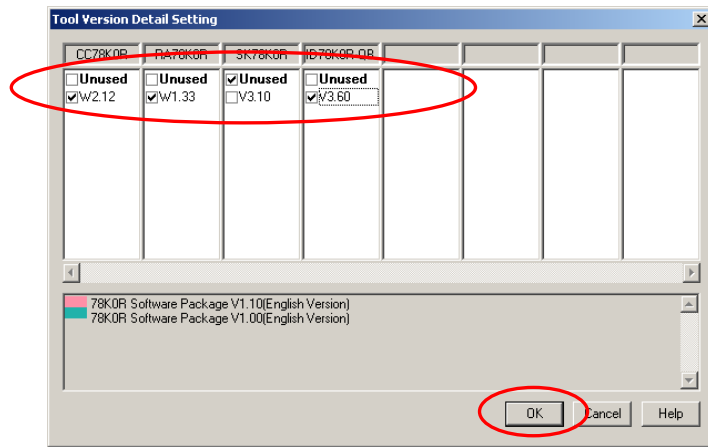 Tool Version Detail Setting
CC78K0R RA78K0R SK78K0R ID78K0R-QB
Unused Unused Unused Unused
W2.12 W1.33 V3.10 V3.60
78K0R Software Package V1.10(English Version)
78K0R Software Package V1.00(English Version)
OK Cancel Help